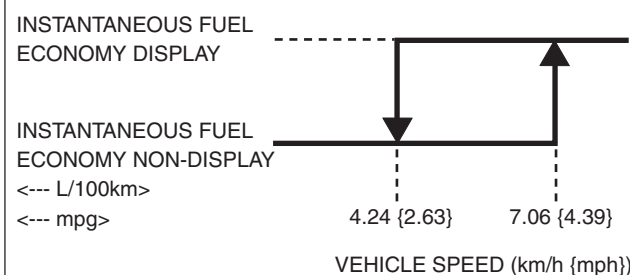 INSTANTANEOUS FUEL
ECONOMY DISPLAY
INSTANTANEOUS FUEL
ECONOMY NON-DISPLAY
<--- L/100km>
<--- mpg>
4.24 {2.63} 7.06 {4.39}
VEHICLE SPEED (km/h {mph})